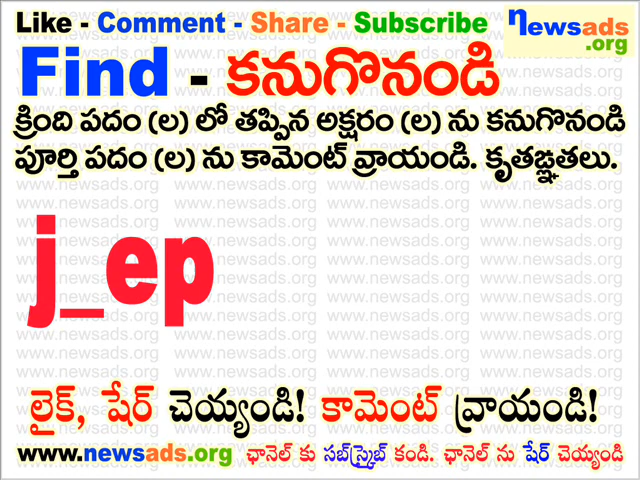 Like - Comment - Share - Subscribe
newsads
.org
Find - కనుగొనండి
క్రింది పదం (ల) లో తప్పిన అక్షరం (ల) ను కనుగొనండి
పూర్తి పదం (ల) ను కామెంట్ వ్రాయండి. కృతజ్ఞతలు.
j_ep
లైక్, షేర్ చెయ్యండి! కామెంట్ వ్రాయండి!
www.newsads.org ఛానెల్ కు సబ్‌స్క్రైబ్ కండి. ఛానెల్ ను షేర్ చెయ్యండి